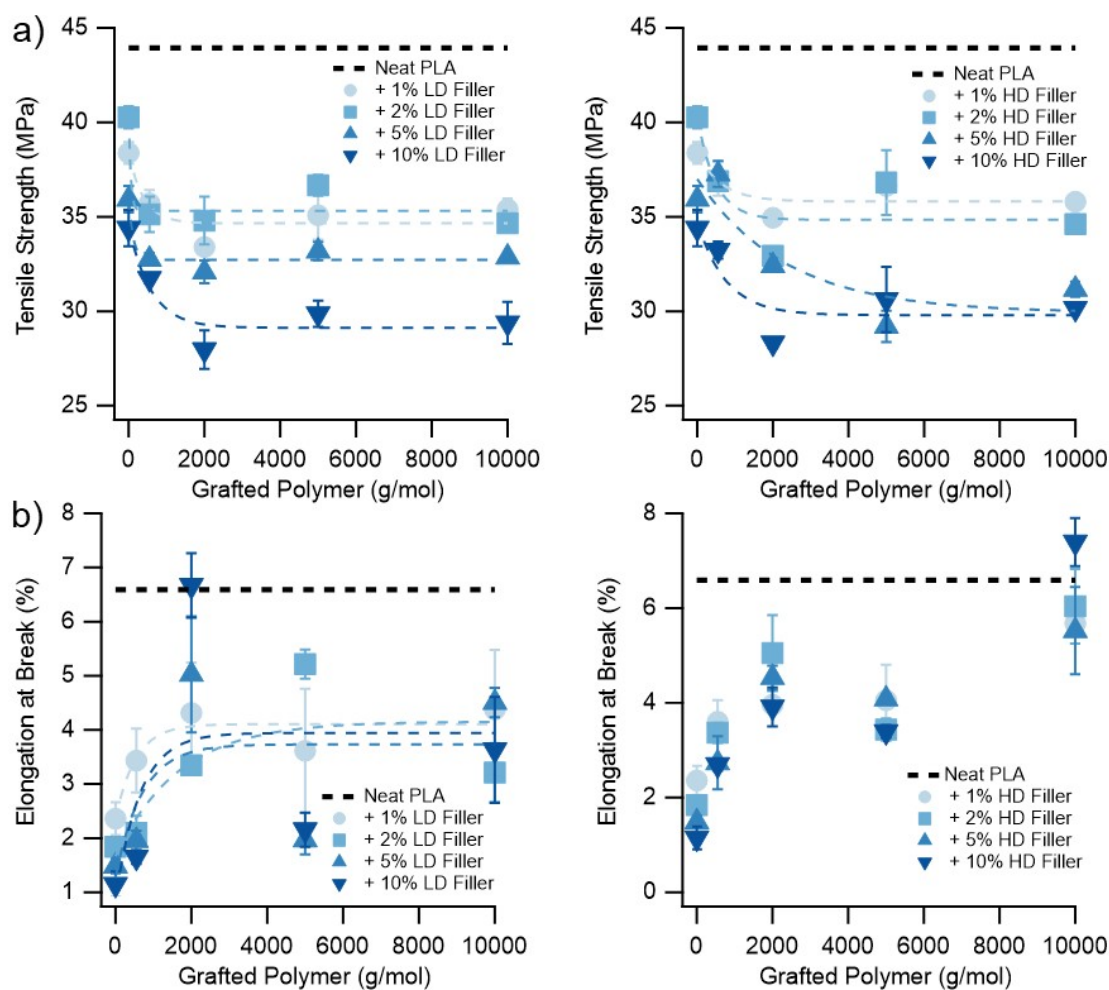 a)
45
40
35
30
25
Tensile Strength (MPa)
Neat PLA
+ 1% LD Filler
+ 2% LD Filler
+ 5% LD Filler
+ 10% LD Filler
0 2000 4000 6000 8000 10000
Grafted Polymer (g/mol)
45
40
35
30
25
Tensile Strength (MPa)
Neat PLA
+ 1% HD Filler
+ 2% HD Filler
+ 5% HD Filler
+ 10% HD Filler
0 2000 4000 6000 8000 10000
Grafted Polymer (g/mol)
b)
8
7
6
5
4
3
2
1
Elongation at Break (%)
Neat PLA
+ 1% LD Filler
+ 2% LD Filler
+ 5% LD Filler
+ 10% LD Filler
0 2000 4000 6000 8000 10000
Grafted Polymer (g/mol)
8
6
4
2
0
Elongation at Break (%)
Neat PLA
+ 1% HD Filler
+ 2% HD Filler
+ 5% HD Filler
+ 10% HD Filler
0 2000 4000 6000 8000 10000
Grafted Polymer (g/mol)